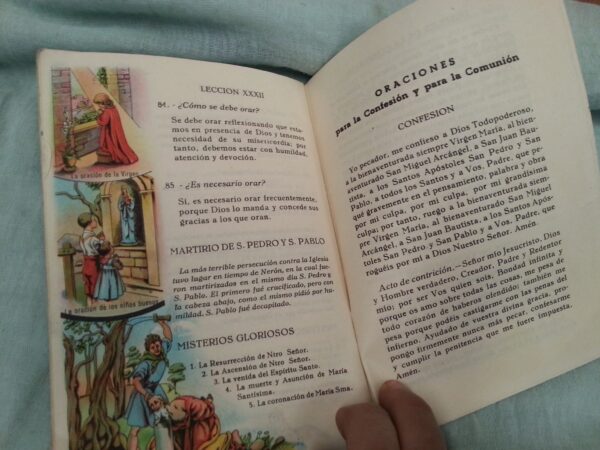 La oración de la Virgen
La oración de los niños buenos
LECCION XXXII
84. - ¿Cómo se debe orar?
Se debe orar reflexionando que esta-
mos en presencia de Dios y tenemos
necesidad de su misericordia; por
tanto, debemos estar con humildad,
atención y devoción.
85 - ¿Es necesario orar?
Sí, es necesario orar frecuentemente,
porque Dios lo manda y concede sus
gracias a los que oran.
MARTIRIO DE S. PEDRO Y S. PABLO
La más terrible persecución contra la Iglesia
tuvo lugar en tiempo de Nerón, en la cual fue-
ron martirizados en el mismo día S. Pedro y
S. Pablo. El primero fué crucificado, pero con
la cabeza abajo, como el mismo pidió por hu-
mildad. S. Pablo fué decapitado.
MISTERIOS GLORIOSOS
1. La Resurrección de Ntro Señor.
2. La Ascensión de Ntro Señor.
3. La venida del Espíritu Santo.
4. La muerte y Asunción de María
Santísima.
5. La coronación de María Sma.
ORACIONES
para la Confesión y para la Comunión
CONFESION
Yo pecador, me confieso a Dios Todopoderoso,
a la bienaventurada siempre Virgen María, al bien-
aventurado San Miguel Arcángel, a San Juan Bau-
tista, a los Santos Apóstoles San Pedro y San
Pablo, a todos los Santos y a Vos, Padre, que pe-
qué gravemente en el pensamiento, palabra y obra
por mi culpa, por mi culpa, por mi grandísima
culpa; por tanto, ruego a la bienaventurada siem-
pre Virgen María, al bienaventurado San Miguel
Arcángel, a San Juan Bautista, a los Santos Após-
toles San Pedro, y San Pablo y a Vos, Padre, que
roguéis por mí a Dios Nuestro Señor. Amén.
Acto de contrición.—Señor mío Jesucristo, Dios
y Hombre verdadero, Creador, Padre y Redentor
mío; por ser Vos quien sois, Bondad infinita y
porque os amo sobre todas las cosas, me pesa de
todo corazón de haberos ofendido; también me
pesa porque podéis castigarme con las penas del
infierno. Ayudado de vuestra divina gracia, pro-
pongo firmemente nunca más pecar, confesarme
y cumplir la penitencia que me fuere impuesta.
Amén.